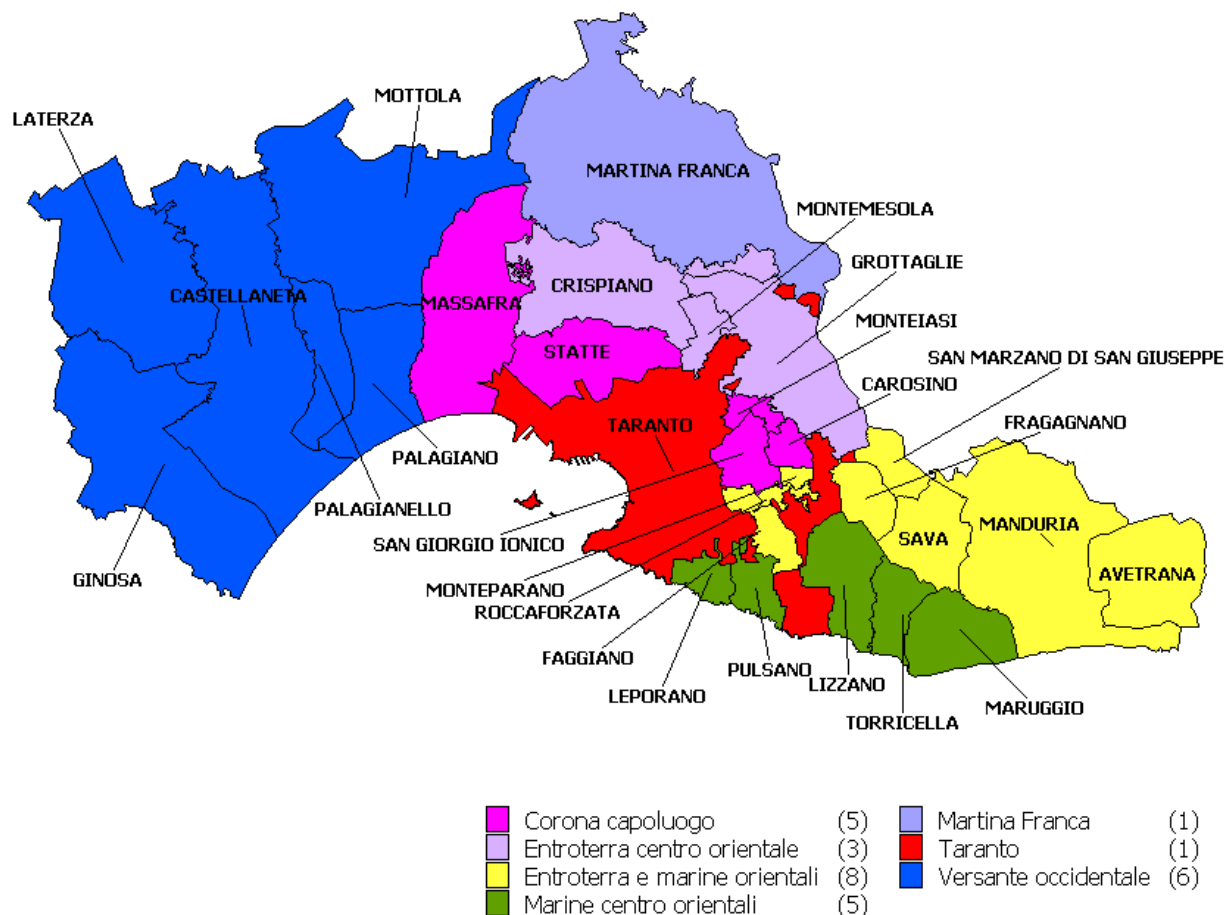 MOTTOLA
LATERZA
MARTINA FRANCA
MONTEMESOLA
GROTTAGLIE
CRISPIANO
CASTELLANETA
MASSAFRA
MONTEIASI
STATTE
SAN MARZANO DI SAN GIUSEPPE
CAROSINO
FRAGAGNANO
TARANTO
PALAGIANO
PALAGIANELLO
MANDURIA
SAVA
SAN GIORGIO IONICO
AVETRANA
GINOSA
MONTEPARANO
ROCCAFORZATA
FAGGIANO
PULSANO
LIZZANO
LEPORANO
MARUGGIO
TORRICELLA
Corona capoluogo (5)
Entroterra centro orientale (3)
Entroterra e marine orientali (8)
Marine centro orientali (5)
Martina Franca (1)
Taranto (1)
Versante occidentale (6)